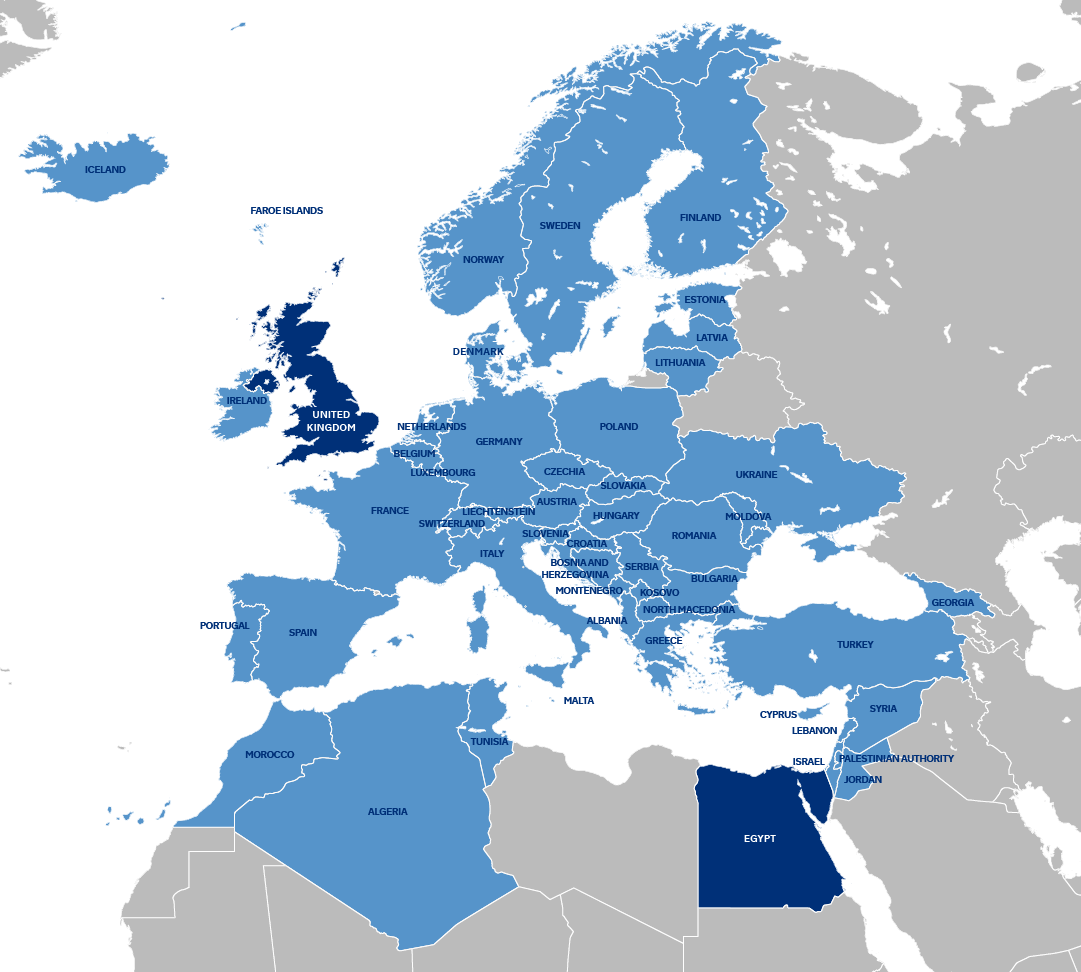 ICELAND
FAROE ISLANDS
FINLAND
SWEDEN
NORWAY
ESTONIA
LATVIA
DENMARK
LITHUANIA
IRELAND
UNITED
KINGDOM
NETHERLANDS
POLAND
GERMANY
BELGIUM
LUXEMBOURG
CZECHIA
UKRAINE
SLOVAKIA
AUSTRIA
FRANCE
LIECHTENSTEIN
HUNGARY
MOLDOVA
SWITZERLAND
SLOVENIA
ROMANIA
CROATIA
ITALY
BOSNIA AND
HERZEGOVINA
SERBIA
BULGARIA
MONTENEGRO
KOSOVO
GEORGIA
NORTH MACEDONIA
ALBANIA
PORTUGAL
SPAIN
GREECE
TURKEY
MALTA
SYRIA
CYPRUS
LEBANON
TUNISIA
MOROCCO
PALESTINIAN AUTHORITY
ISRAEL
JORDAN
ALGERIA
EGYPT